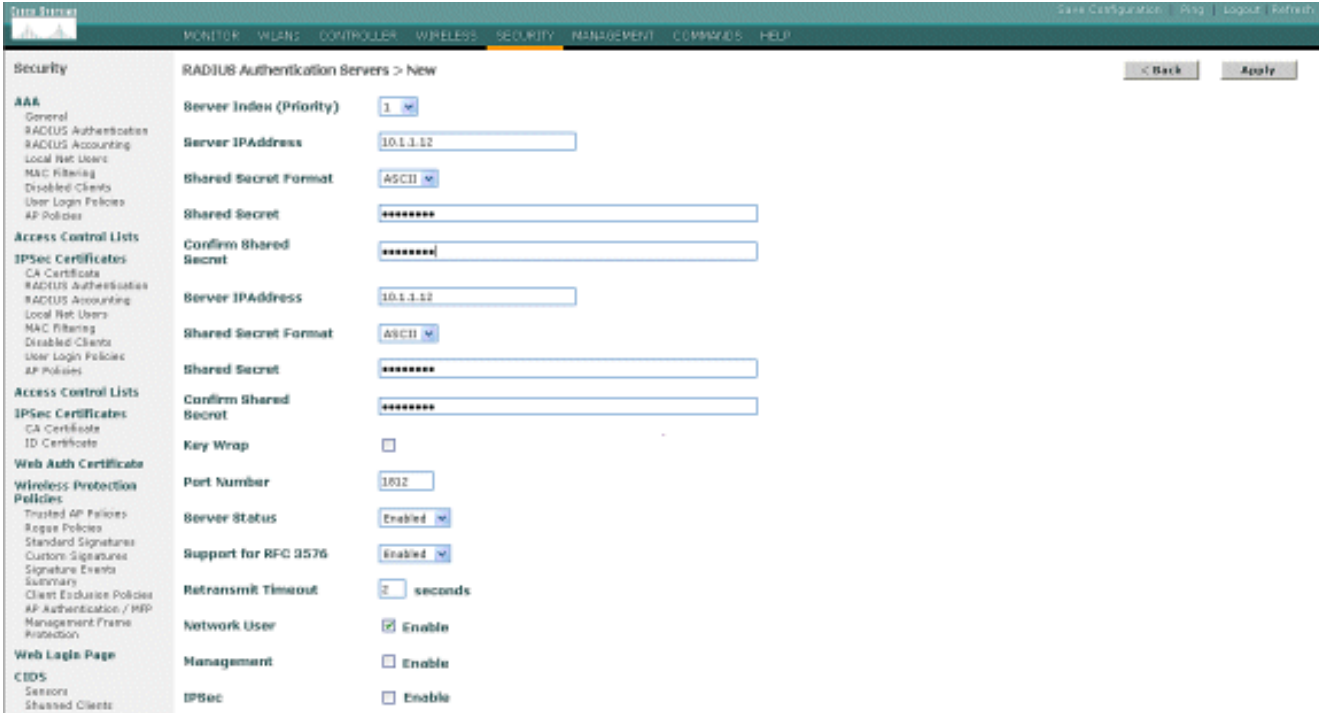 Cisco Systems
Save Configuration | Ping | Logout | Refresh
MONITOR WLANs CONTROLLER WIRELESS SECURITY MANAGEMENT COMMANDS HELP
Security
AAA
General
RADIUS Authentication
RADIUS Accounting
Local Net Users
MAC Filtering
Disabled Clients
User Login Policies
AP Policies
Access Control Lists
IPSec Certificates
CA Certificate
RADIUS Authentication
RADIUS Accounting
Local Net Users
MAC Filtering
Disabled Clients
User Login Policies
AP Policies
Access Control Lists
IPSec Certificates
CA Certificate
ID Certificate
Web Auth Certificate
Wireless Protection
Policies
Trusted AP Policies
Rogue Policies
Standard Signatures
Custom Signatures
Signature Events
Summary
Client Exclusion Policies
AP Authentication / MFP
Management Frame
Protection
Web Login Page
CIDS
Sensors
Shunned Clients
RADIUS Authentication Servers > New
< Back Apply
Server Index (Priority) 1
Server IPAddress 10.1.1.12
Shared Secret Format ASCII
Shared Secret ••••••••
Confirm Shared
Secret ••••••••
Server IPAddress 10.1.1.12
Shared Secret Format ASCII
Shared Secret ••••••••
Confirm Shared
Secret ••••••••
Key Wrap
Port Number 1812
Server Status Enabled
Support for RFC 3576 Enabled
Retransmit Timeout 2 seconds
Network User Enable
Management Enable
IPSec Enable